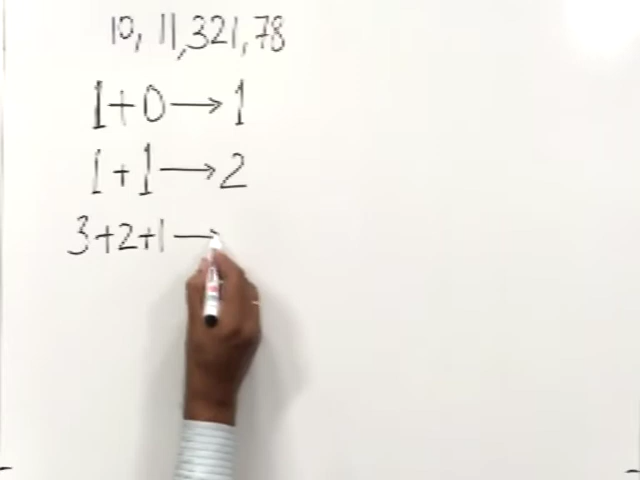 10, 11, 321, 78
1+0→1
1+1→2
3+2+1→